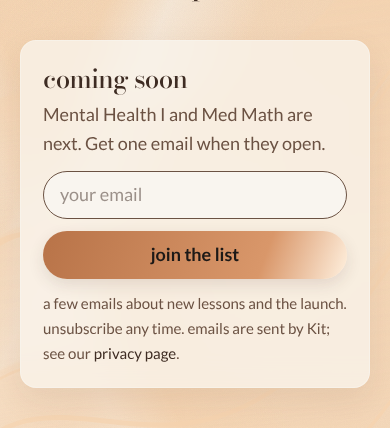 coming soon
Mental Health I and Med Math are
next. Get one email when they open.
your email
join the list
a few emails about new lessons and the launch.
unsubscribe any time. emails are sent by Kit;
see our privacy page.